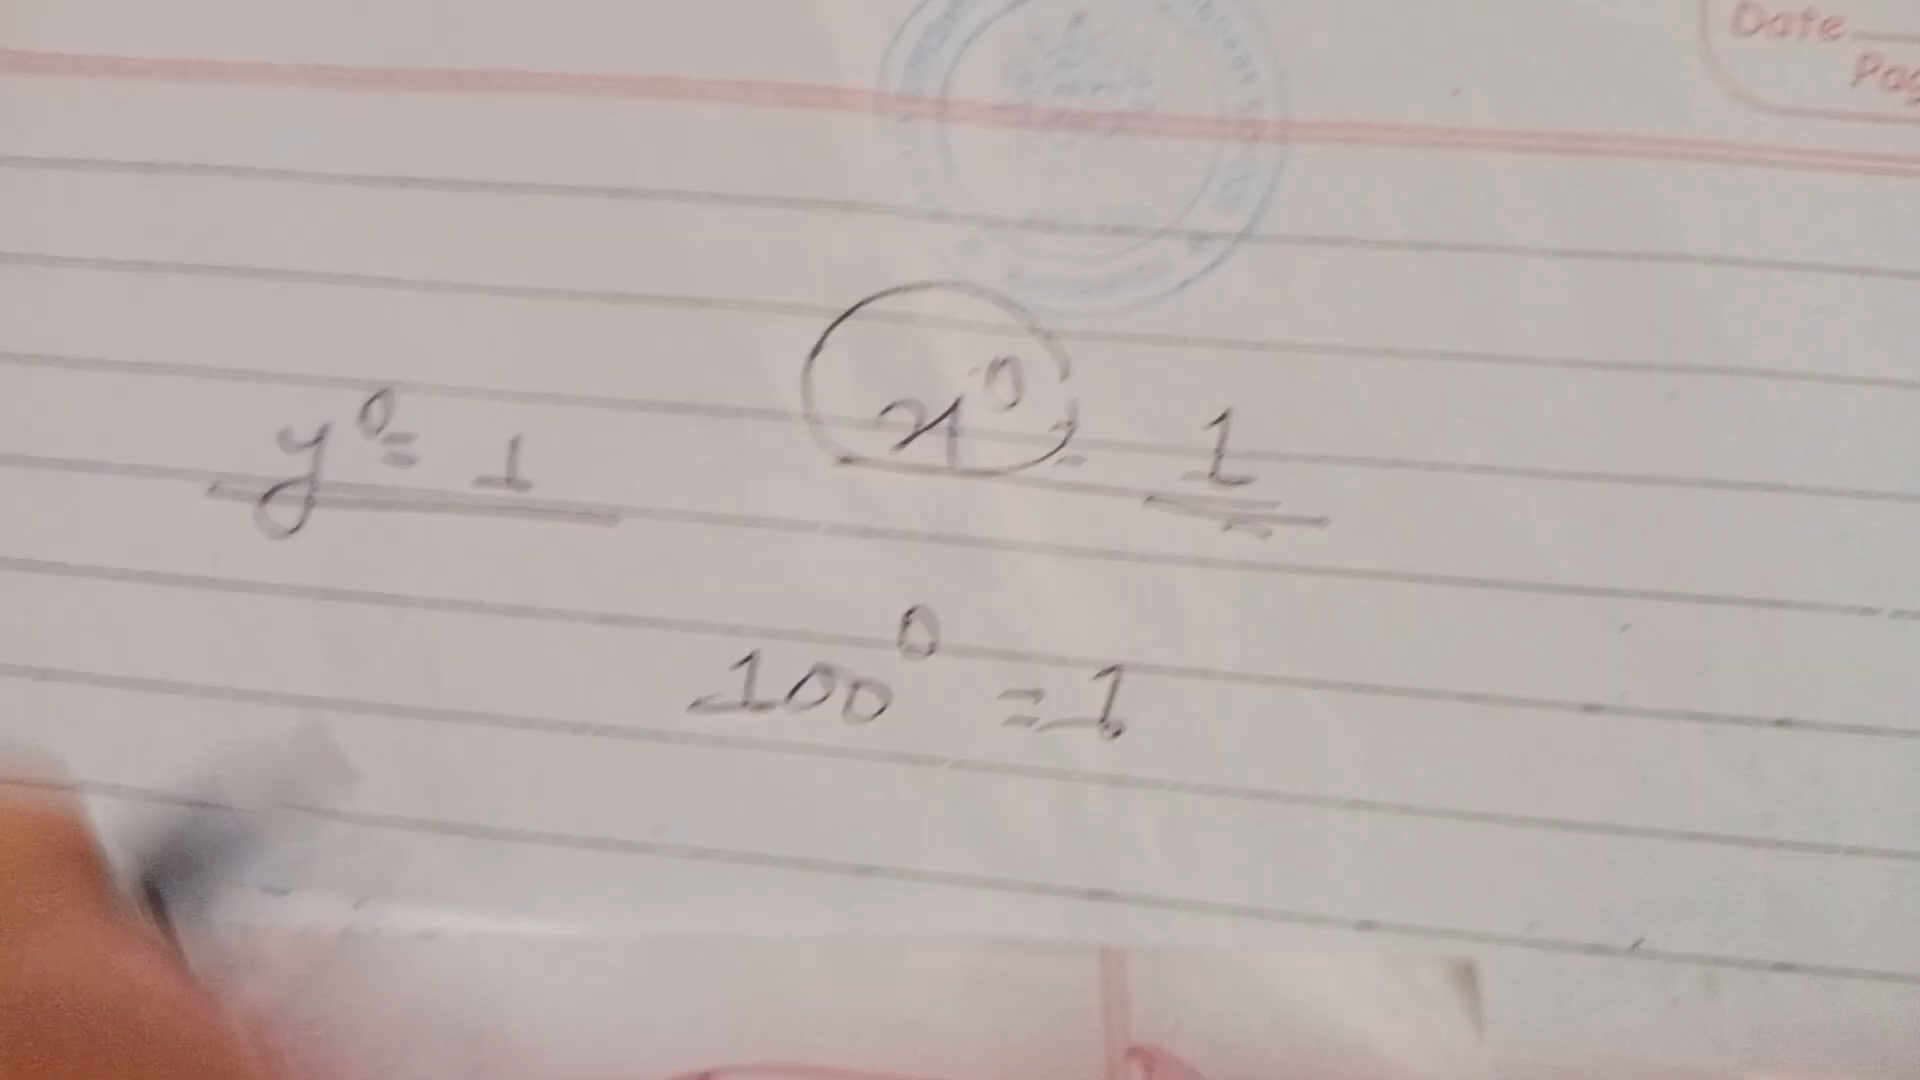 Date
y⁰ = 1 x⁰ = 1
100⁰ = 1